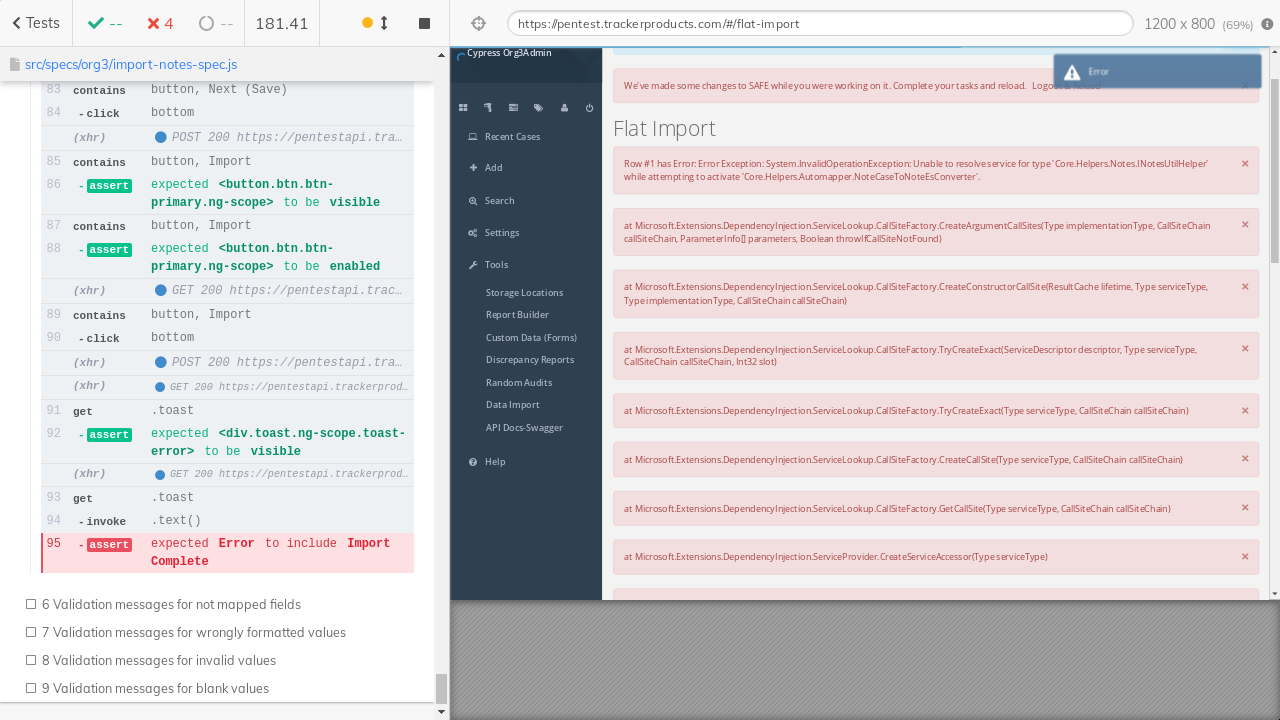 Tests
--
4
--
181.41
https://pentest.trackerproducts.com/#/flat-import
1200 x 800 (69%)
src/specs/org3/import-notes-spec.js
83 contains button, Next (Save)
84 - click bottom
(xhr) POST 200 https://pentestapi.tra…
85 contains button, Import
86 - assert expected <button.btn.btn-
primary.ng-scope> to be visible
87 contains button, Import
88 - assert expected <button.btn.btn-
primary.ng-scope> to be enabled
(xhr) GET 200 https://pentestapi.trac…
89 contains button, Import
90 - click bottom
(xhr) POST 200 https://pentestapi.tra…
(xhr) GET 200 https://pentestapi.trackerprod…
91 get .toast
92 - assert expected <div.toast.ng-scope.toast-
error> to be visible
(xhr) GET 200 https://pentestapi.trackerprod…
93 get .toast
94 - invoke .text()
95 - assert expected Error to include Import
Complete
6 Validation messages for not mapped fields
7 Validation messages for wrongly formatted values
8 Validation messages for invalid values
9 Validation messages for blank values
Cypress Org3Admin
Recent Cases
Add
Search
Settings
Tools
Storage Locations
Report Builder
Custom Data (Forms)
Discrepancy Reports
Random Audits
Data Import
API Docs-Swagger
Help
Error
We've made some changes to SAFE while you were working on it. Complete your tasks and reload. Logout & Reload
Flat Import
Row #1 has Error: Error Exception: System.InvalidOperationException: Unable to resolve service for type 'Core.Helpers.Notes.INotesUtilHelper'
while attempting to activate 'Core.Helpers.Automapper.NoteCaseToNoteEsConverter'.
at Microsoft.Extensions.DependencyInjection.ServiceLookup.CallSiteFactory.CreateArgumentCallSites(Type implementationType, CallSiteChain
callSiteChain, ParameterInfo[] parameters, Boolean throwIfCallSiteNotFound)
at Microsoft.Extensions.DependencyInjection.ServiceLookup.CallSiteFactory.CreateConstructorCallSite(ResultCache lifetime, Type serviceType,
Type implementationType, CallSiteChain callSiteChain)
at Microsoft.Extensions.DependencyInjection.ServiceLookup.CallSiteFactory.TryCreateExact(ServiceDescriptor descriptor, Type serviceType,
CallSiteChain callSiteChain, Int32 slot)
at Microsoft.Extensions.DependencyInjection.ServiceLookup.CallSiteFactory.TryCreateExact(Type serviceType, CallSiteChain callSiteChain)
at Microsoft.Extensions.DependencyInjection.ServiceLookup.CallSiteFactory.CreateCallSite(Type serviceType, CallSiteChain callSiteChain)
at Microsoft.Extensions.DependencyInjection.ServiceLookup.CallSiteFactory.GetCallSite(Type serviceType, CallSiteChain callSiteChain)
at Microsoft.Extensions.DependencyInjection.ServiceProvider.CreateServiceAccessor(Type serviceType)